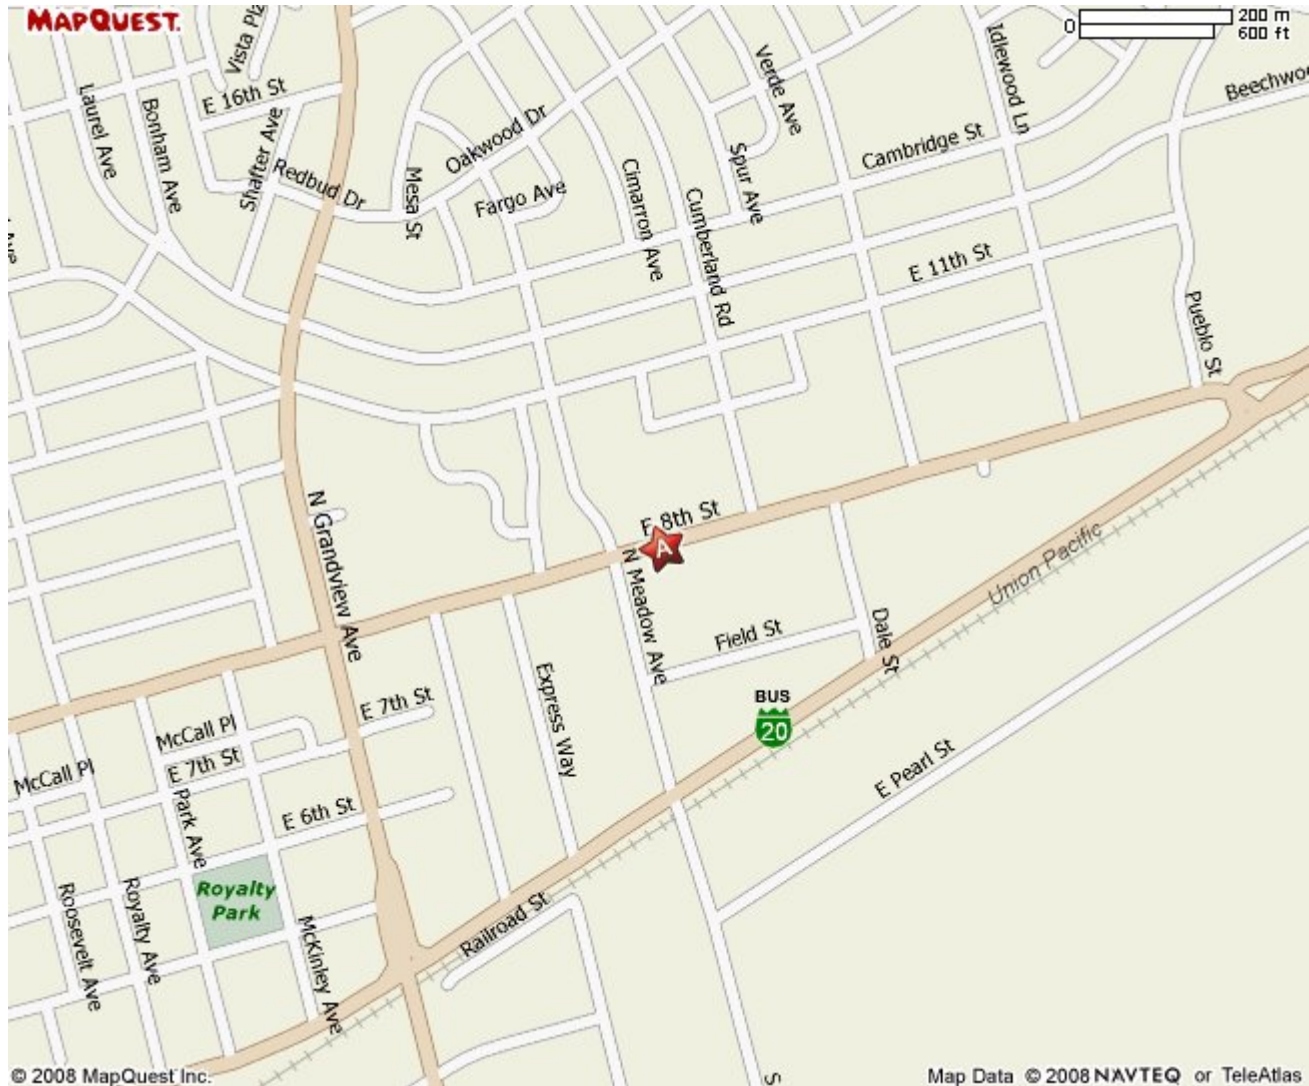 MAPQUEST.
0
200 m
600 ft
Vista Plz
E 16th St
Laurel Ave
Bonham Ave
Shafter Ave
Redbud Dr
Mesa St
Oakwood Dr
Fargo Ave
Cimarron Ave
Cumberland Rd
Spur Ave
Verde Ave
Cambridge St
Idlewood Ln
Beechwo
Ave
E 11th St
Pueblo St
N Grandview Ave
E 8th St
A
N Meadow Ave
Field St
Dale St
Union Pacific
Express Way
BUS
20
E Pearl St
E 7th St
McCall Pl
E 7th St
McCall Pl
Park Ave
E 6th St
Royalty
Park
Roosevelt Ave
Royalty Ave
McKinley Ave
Railroad St
S
© 2008 MapQuest Inc.
Map Data © 2008 NAVTEQ or TeleAtlas